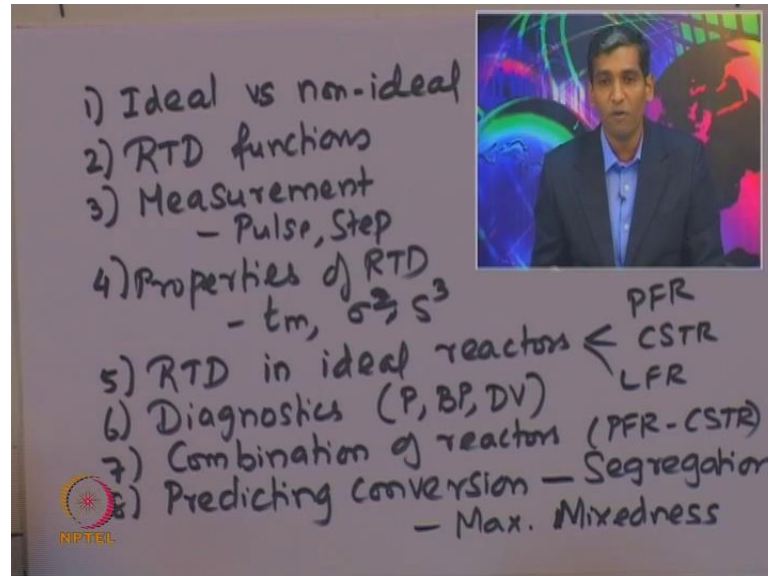 1) Ideal vs non-ideal
2) RTD functions
3) Measurement
- Pulse, Step
4) Properties of RTD
- tm, σ², s³
5) RTD in ideal reactors < PFR
CSTR
LFR
6) Diagnostics (P, BP, DV)
7) Combination of reactors (PFR-CSTR)
8) Predicting conversion - Segregation
- Max. Mixedness
NPTEL